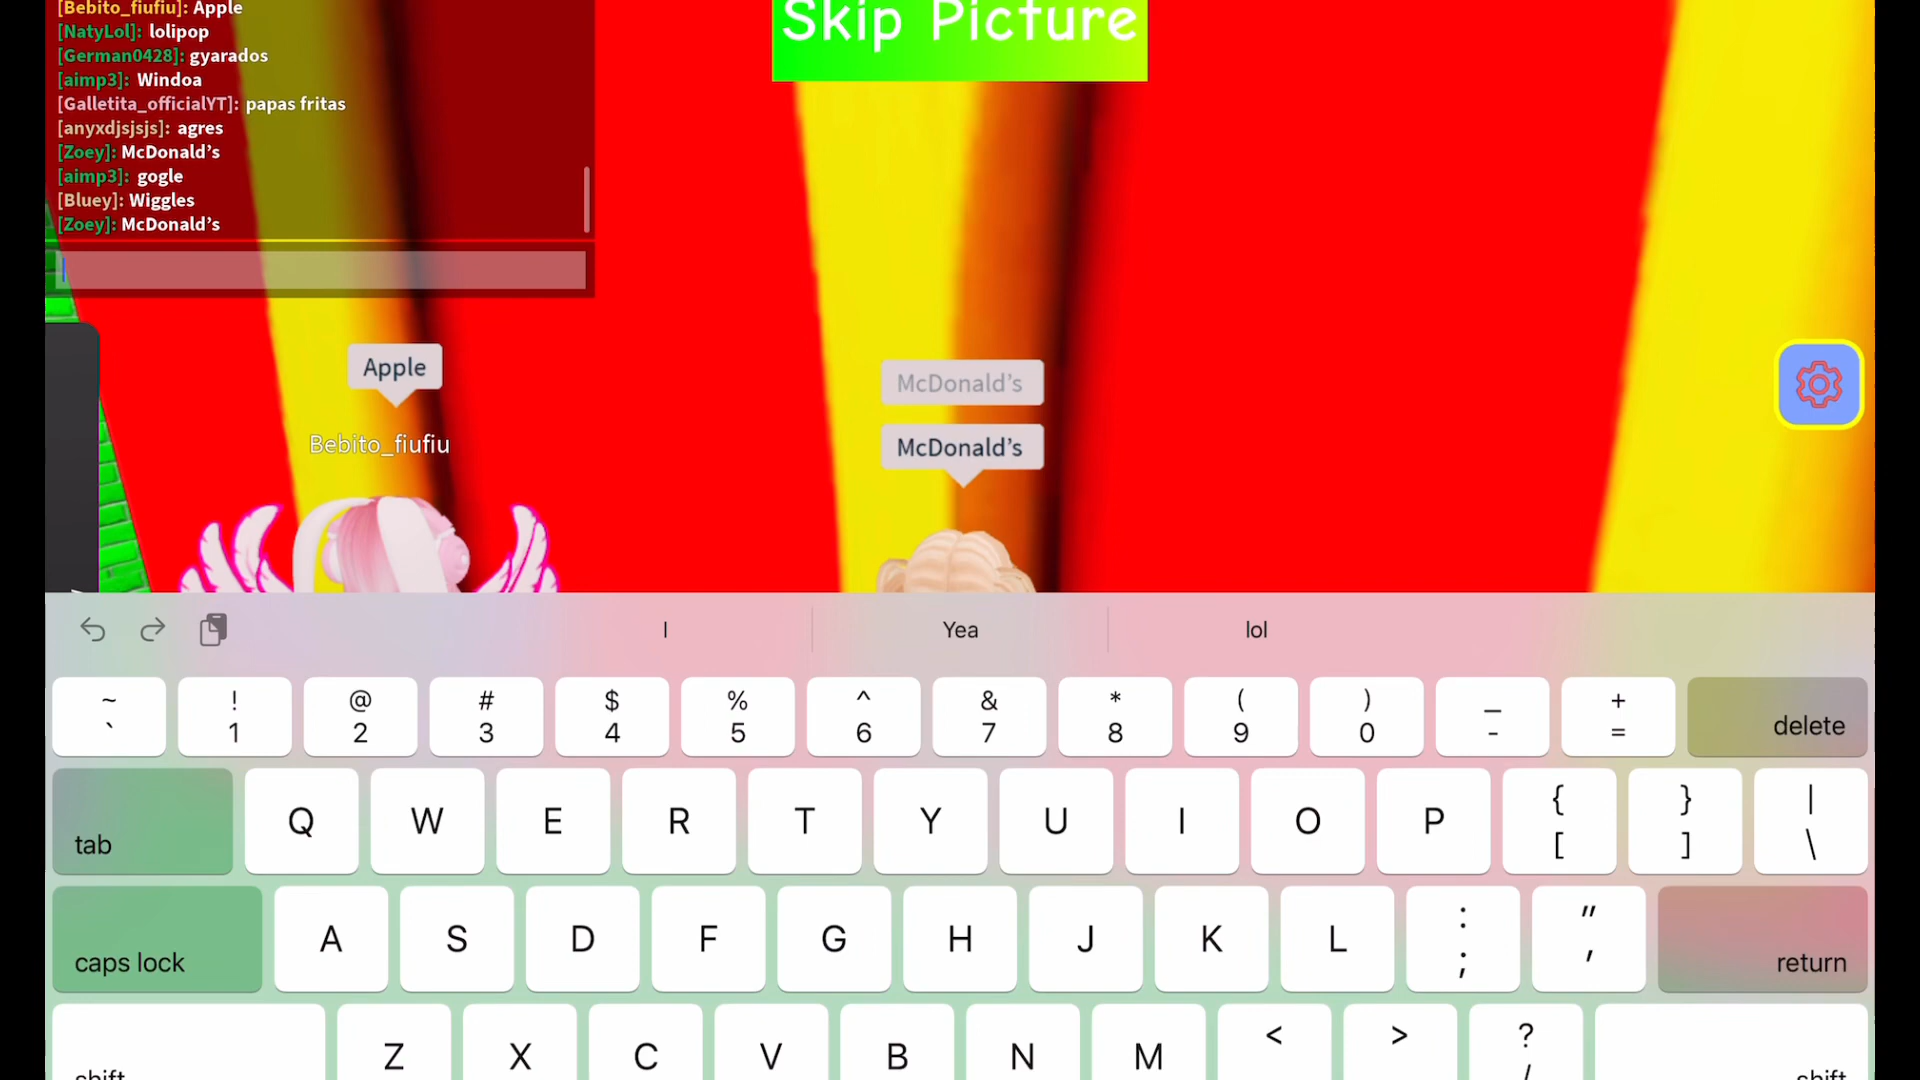 [Bebito_fiufiu]: Apple
[NatyLol]: lolipop
[German0428]: gyarados
[aimp3]: Windoa
[Galletita_officialYT]: papas fritas
[anyxdjsjsjs]: agres
[Zoey]: McDonald’s
[aimp3]: gogle
[Bluey]: Wiggles
[Zoey]: McDonald’s
Skip Picture
Apple
Bebito_fiufiu
McDonald’s
McDonald’s
I Yea lol
~ ! @ # $ % ^ & * ( ) _ +
` 1 2 3 4 5 6 7 8 9 0 - = delete
tab Q W E R T Y U I O P { } |
[ ] \
caps lock A S D F G H J K L : "
; ' return
shift Z X C V B N M < > ?
/ shift